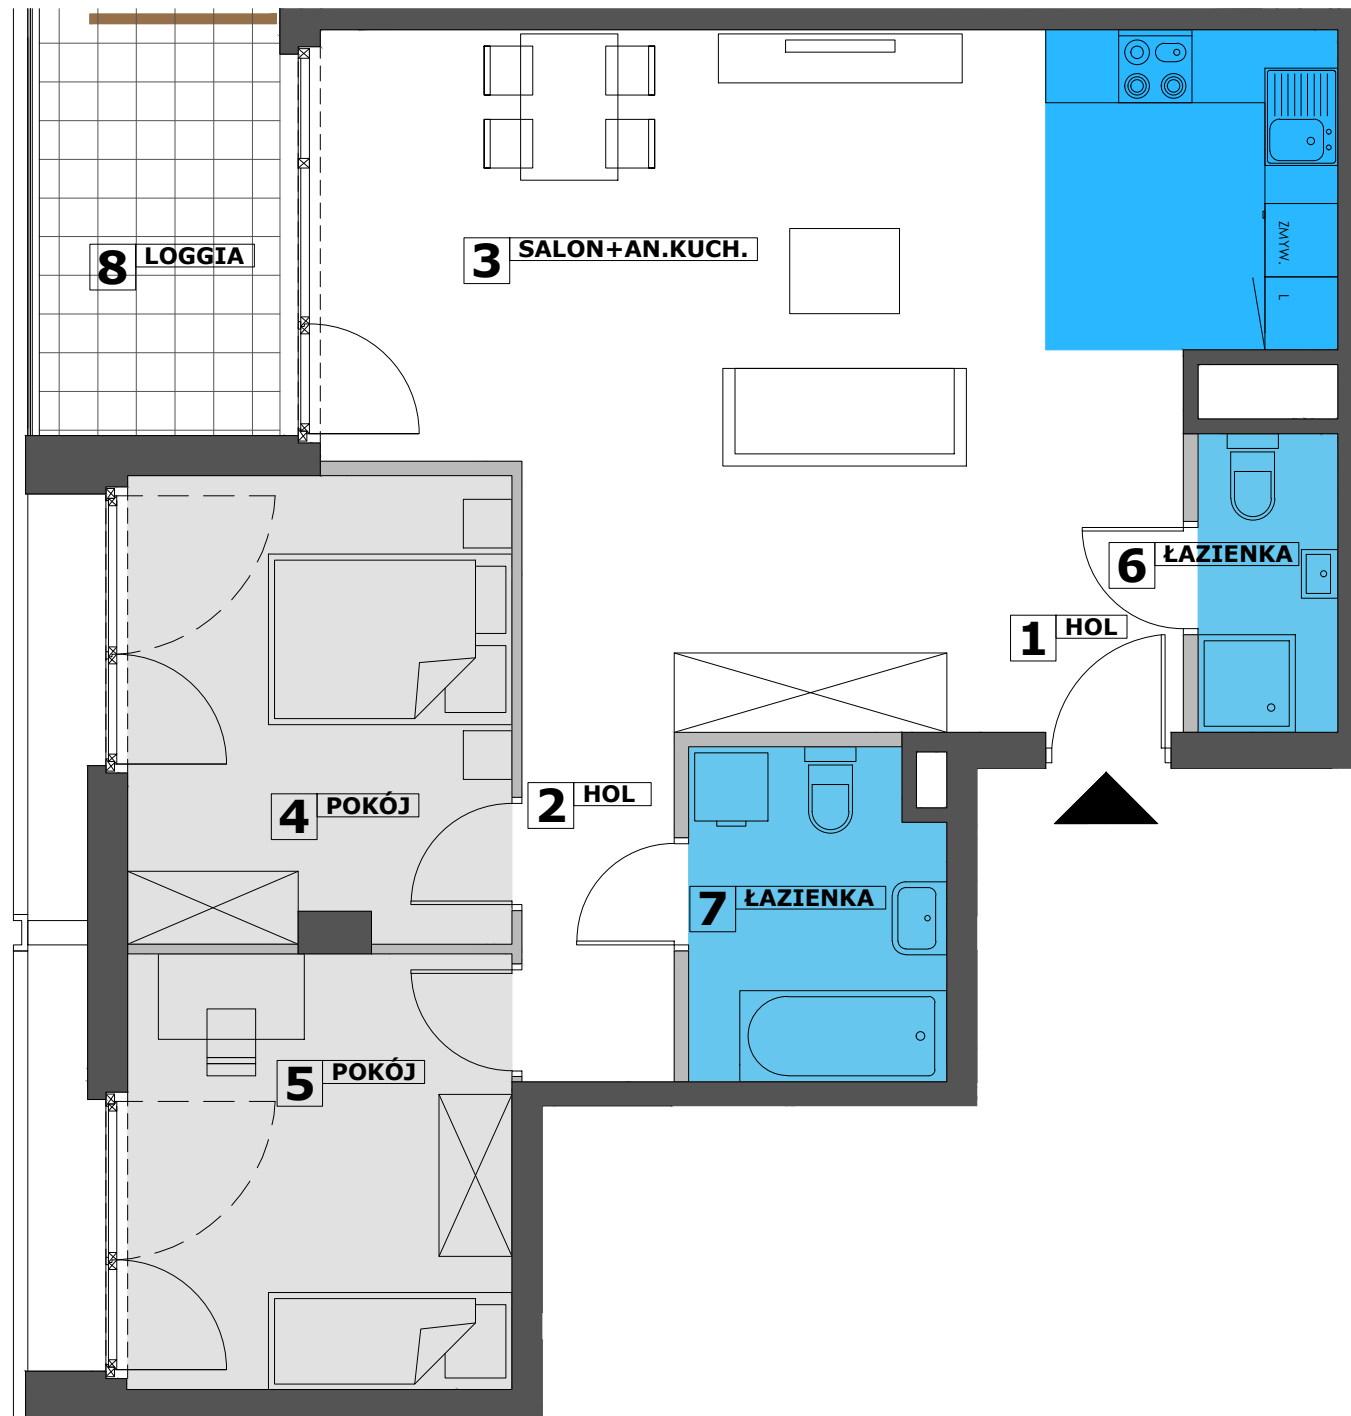 8 LOGGIA
3 SALON+AN.KUCH.
ZMYW.
L
6 ŁAZIENKA
1 HOL
4 POKÓJ
2 HOL
7 ŁAZIENKA
5 POKÓJ